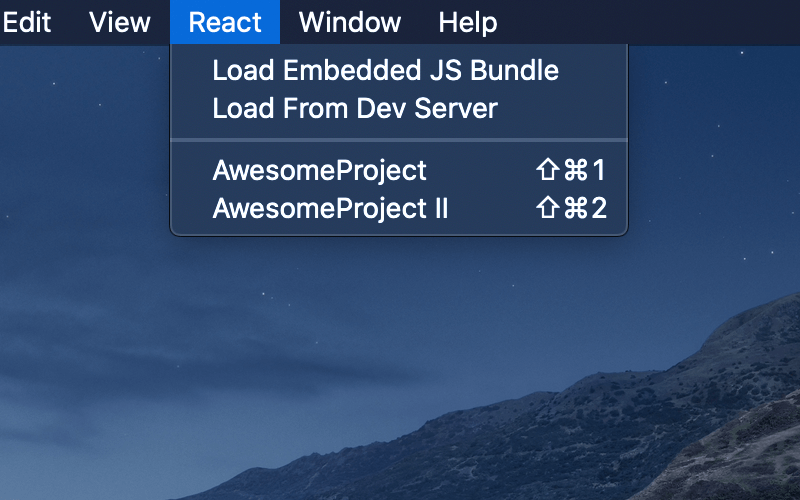 Edit View React Window Help
Load Embedded JS Bundle
Load From Dev Server
AwesomeProject ⇧⌘1
AwesomeProject II ⇧⌘2